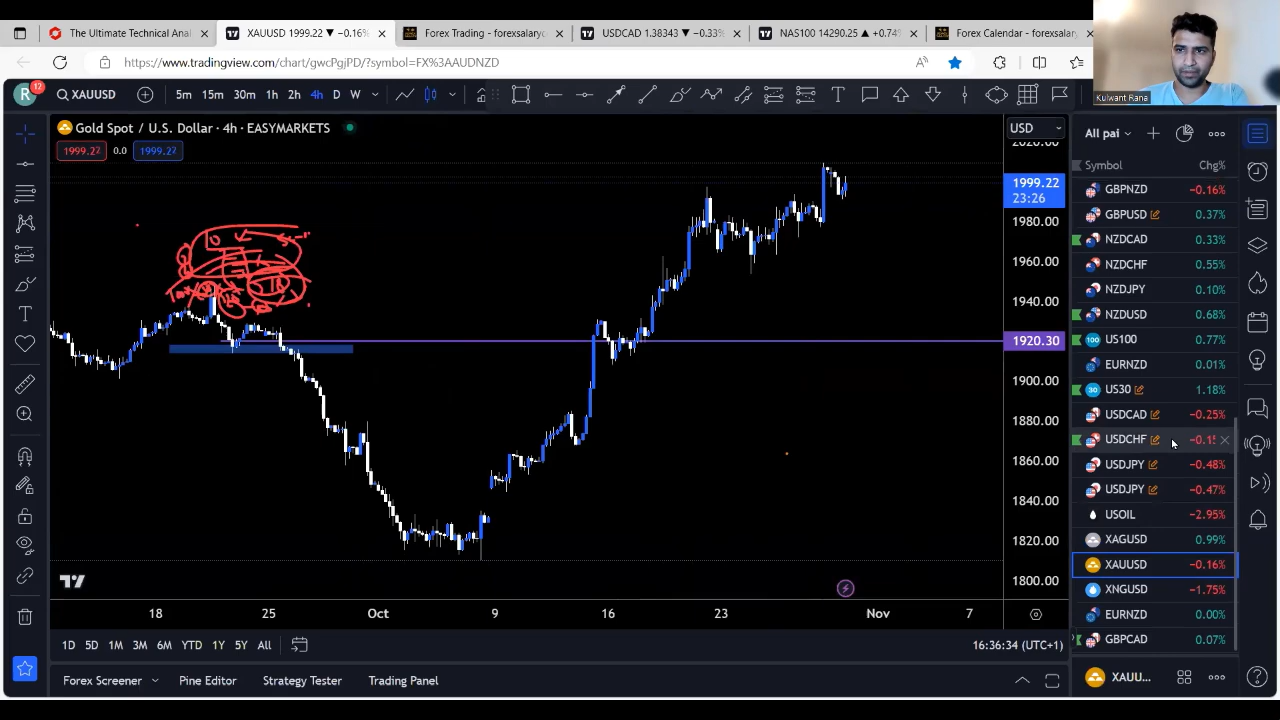 The Ultimate Technical Anal
XAUUSD 1999.22 ▼ −0.16%
Forex Trading - forexsalary
USDCAD 1.38343 ▼ −0.33%
NAS100 14290.25 ▲ +0.74
Forex Calendar - forexsalary
https://www.tradingview.com/chart/gwcPgjPD/?symbol=FX%3AAUDNZD
Kulwant Rana
R 12 XAUUSD 5m 15m 30m 1h 2h 4h D W
Gold Spot / U.S. Dollar · 4h · EASYMARKETS
1999.22 0.0 1999.22
USD
2020.00
1999.22
23:26
1980.00
1960.00
1940.00
1920.30
1900.00
1880.00
1860.00
1840.00
1820.00
1800.00
18 25 Oct 9 16 23 Nov 7
1D 5D 1M 3M 6M YTD 1Y 5Y All
16:36:34 (UTC+1)
Forex Screener Pine Editor Strategy Tester Trading Panel
All pai
Symbol Chg%
GBPNZD −0.16%
GBPUSD 0.37%
NZDCAD 0.33%
NZDCHF 0.55%
NZDJPY 0.10%
NZDUSD 0.68%
100 US100 0.77%
EURNZD 0.01%
30 US30 1.18%
USDCAD −0.25%
USDCHF −0.1
USDJPY −0.48%
USDJPY −0.47%
USOIL −2.95%
XAGUSD 0.99%
XAUUSD −0.16%
XNGUSD −1.75%
EURNZD 0.00%
GBPCAD 0.07%
XAUU...